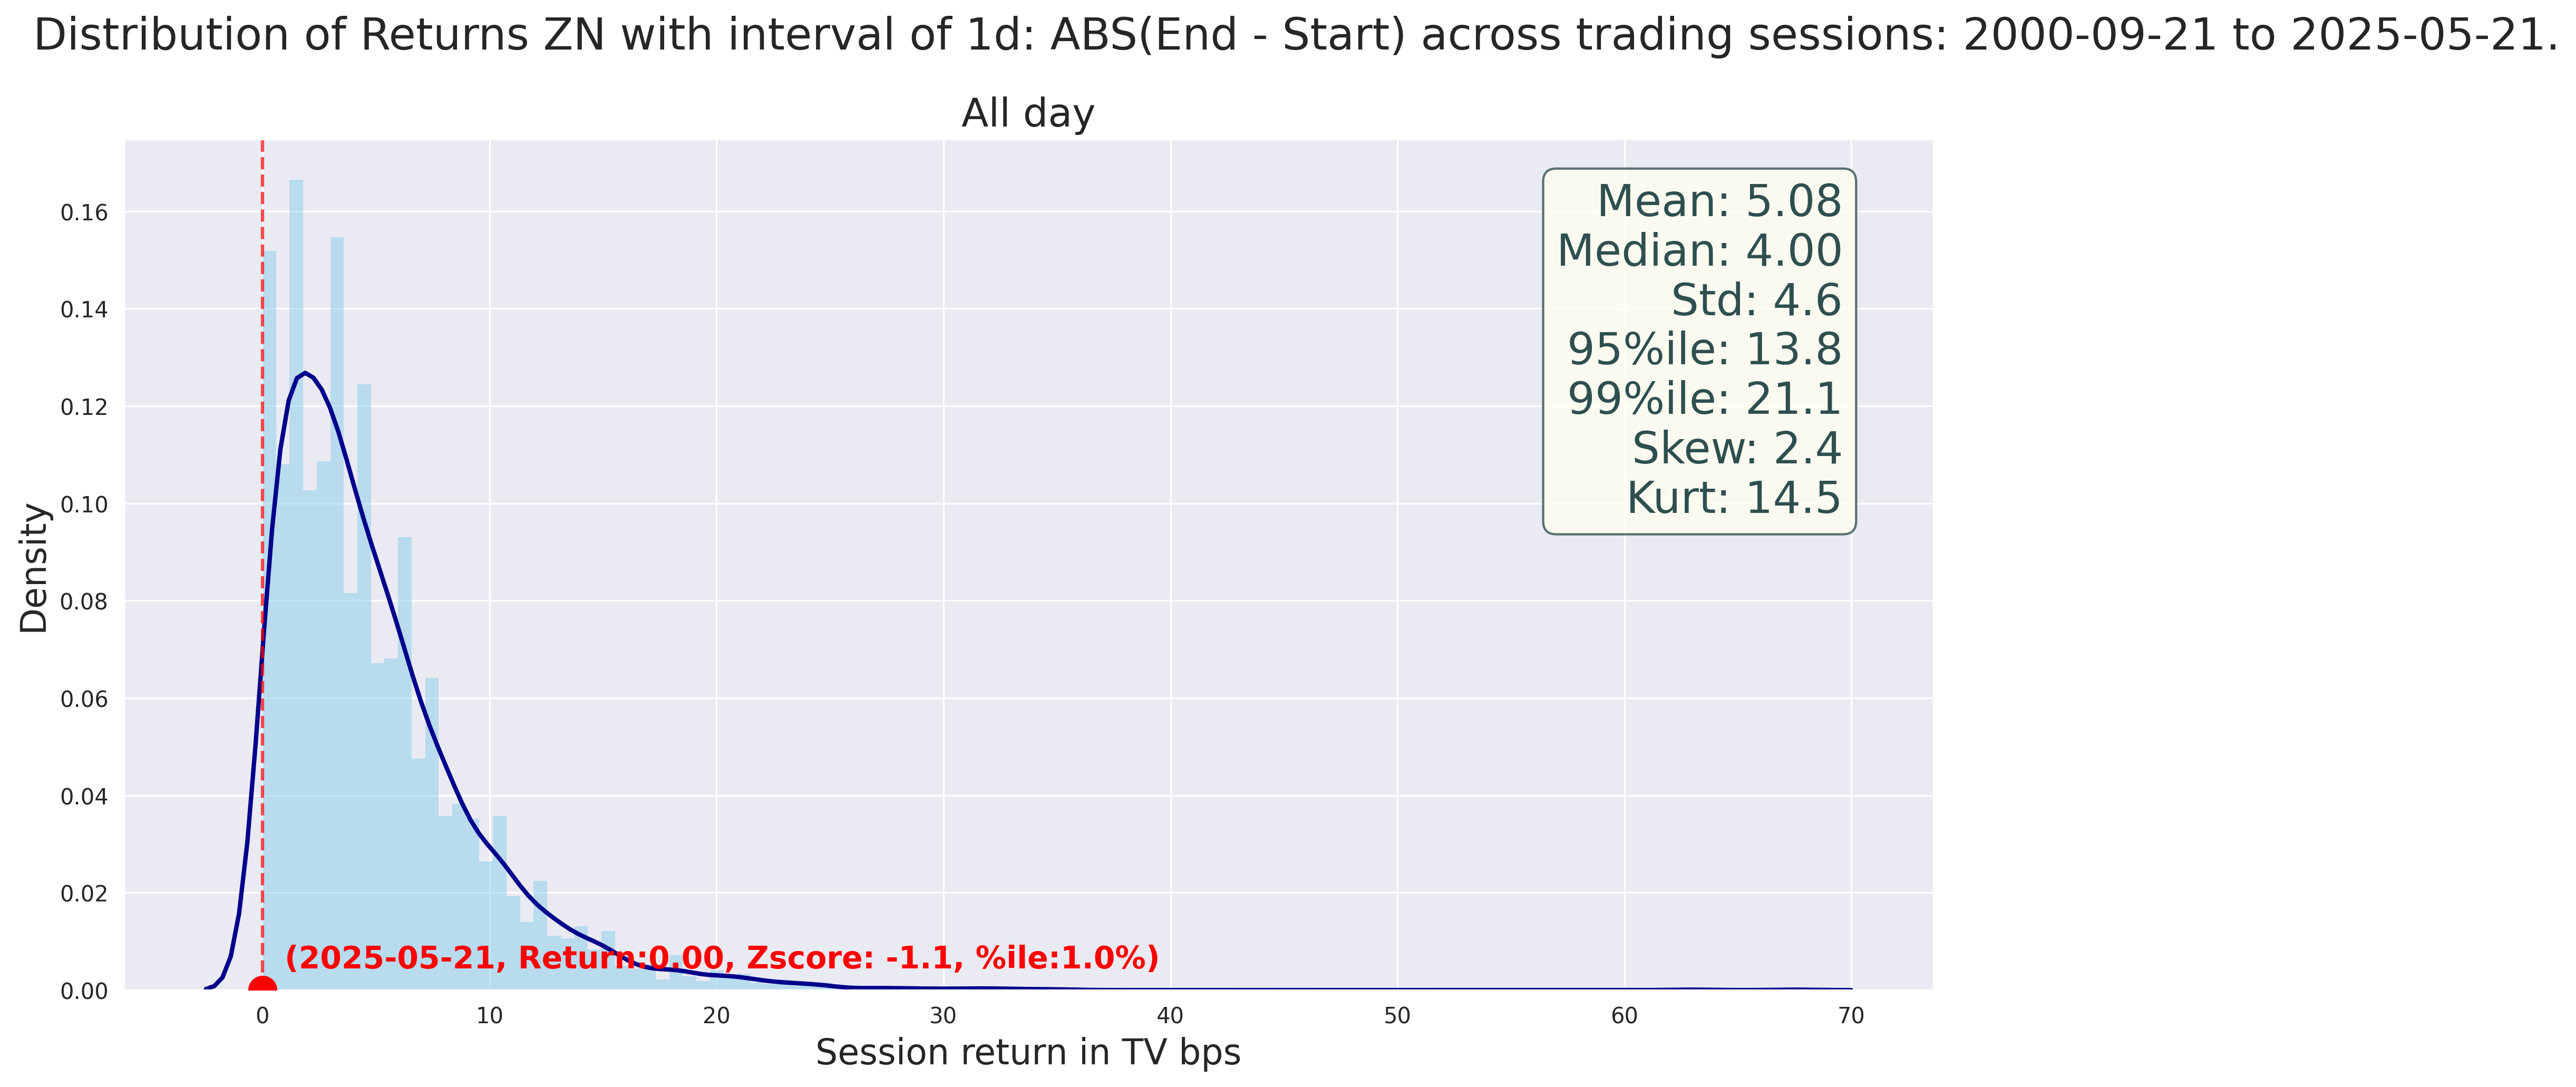 Distribution of Returns ZN with interval of 1d: ABS(End - Start) across trading sessions: 2000-09-21 to 2025-05-21.
All day
Mean: 5.08
Median: 4.00
Std: 4.6
95%ile: 13.8
99%ile: 21.1
Skew: 2.4
Kurt: 14.5
Density
0.16
0.14
0.12
0.10
0.08
0.06
0.04
0.02
0.00
(2025-05-21, Return:0.00, Zscore: -1.1, %ile:1.0%)
0 10 20 30 40 50 60 70
Session return in TV bps